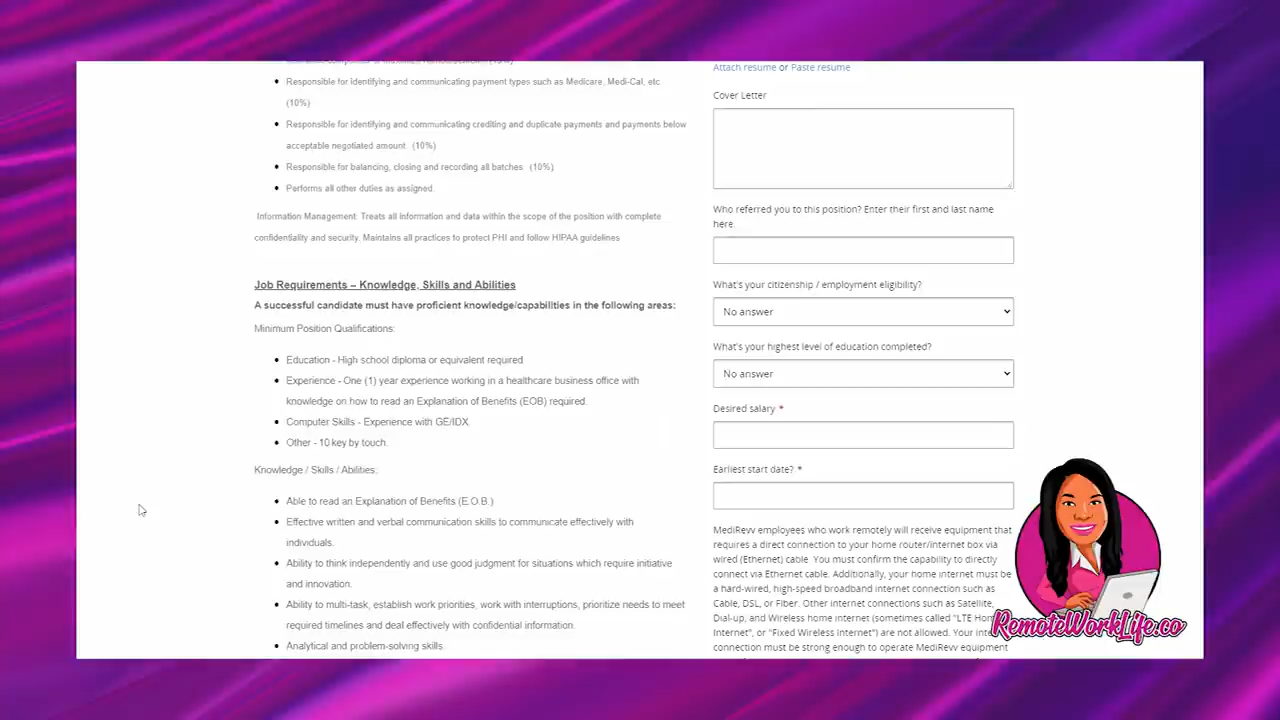 Responsible for identifying and communicating payment types such as Medicare, Medi-Cal, etc
(10%)
Responsible for identifying and communicating crediting and duplicate payments and payments below
acceptable negotiated amount. (10%)
Responsible for balancing, closing and recording all batches. (10%)
Performs all other duties as assigned.
Information Management: Treats all information and data within the scope of the position with complete
confidentiality and security. Maintains all practices to protect PHI and follow HIPAA guidelines
Job Requirements – Knowledge, Skills and Abilities
A successful candidate must have proficient knowledge/capabilities in the following areas:
Minimum Position Qualifications:
Education - High school diploma or equivalent required
Experience - One (1) year experience working in a healthcare business office with
knowledge on how to read an Explanation of Benefits (EOB) required.
Computer Skills - Experience with GE/IDX.
Other - 10 key by touch.
Knowledge / Skills / Abilities:
Able to read an Explanation of Benefits (E.O.B.)
Effective written and verbal communication skills to communicate effectively with
individuals.
Ability to think independently and use good judgment for situations which require initiative
and innovation.
Ability to multi-task, establish work priorities, work with interruptions, prioritize needs to meet
required timelines and deal effectively with confidential information.
Analytical and problem-solving skills.
Attach resume or Paste resume
Cover Letter
Who referred you to this position? Enter their first and last name
here.
What's your citizenship / employment eligibility?
No answer
What's your highest level of education completed?
No answer
Desired salary *
Earliest start date? *
MediRevv employees who work remotely will receive equipment that
requires a direct connection to your home router/internet box via
wired (Ethernet) cable. You must confirm the capability to directly
connect via Ethernet cable. Additionally, your home internet must be
a hard-wired, high-speed broadband internet connection such as
Cable, DSL, or Fiber. Other internet connections such as Satellite,
Dial-up, and Wireless home internet (sometimes called "LTE Hom
Internet", or "Fixed Wireless Internet") are not allowed. Your inte
connection must be strong enough to operate MediRevv equipment
RemoteWorkLife.co